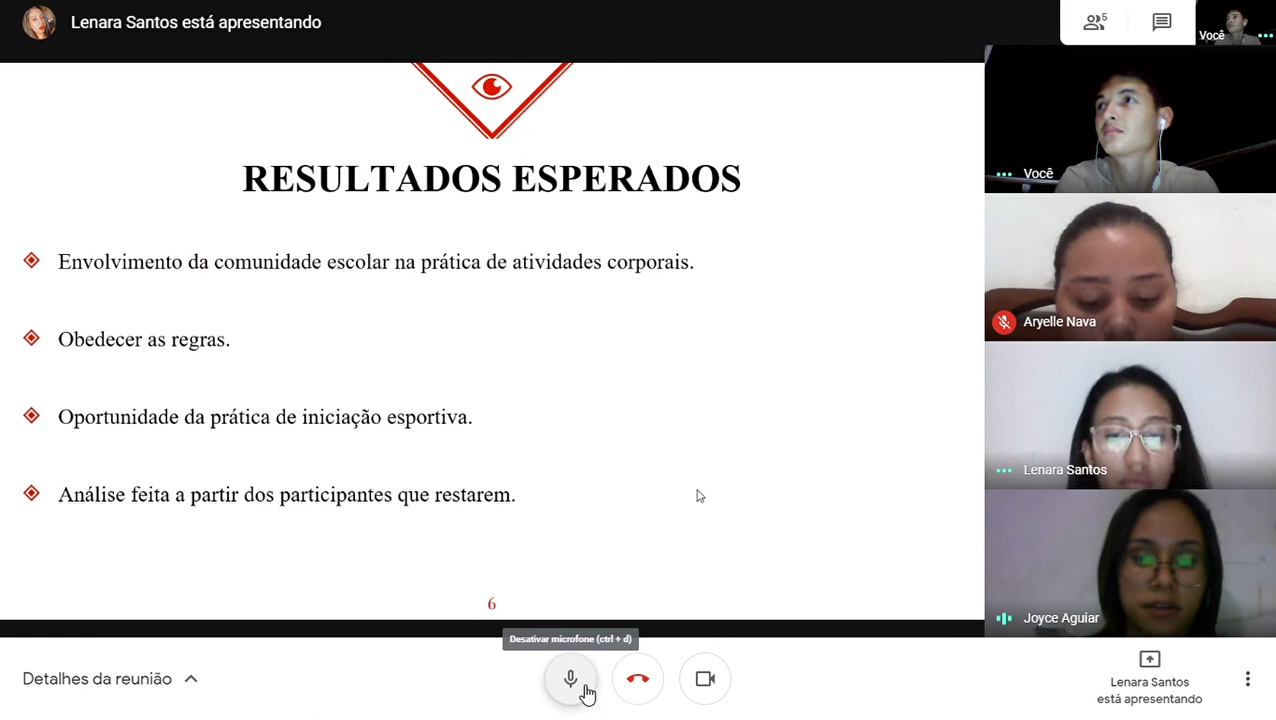 Lenara Santos está apresentando
5
Você
Você
RESULTADOS ESPERADOS
Envolvimento da comunidade escolar na prática de atividades corporais.
Obedecer as regras.
Oportunidade da prática de iniciação esportiva.
Análise feita a partir dos participantes que restarem.
6
Aryelle Nava
Lenara Santos
Joyce Aguiar
Desativar microfone (ctrl + d)
Detalhes da reunião
Lenara Santos
está apresentando